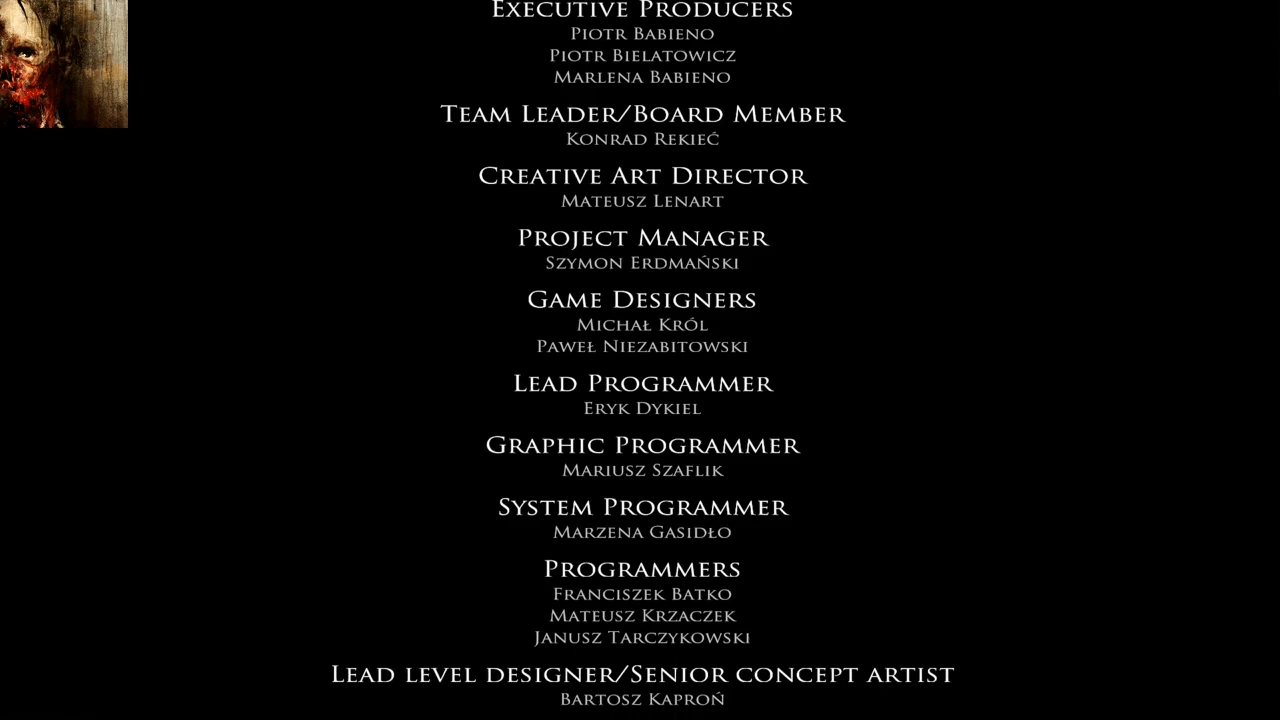 Executive Producers
Piotr Babieno
Piotr Bielatowicz
Marlena Babieno
Team Leader/Board Member
Konrad Rekieć
Creative Art Director
Mateusz Lenart
Project Manager
Szymon Erdmański
Game Designers
Michał Król
Paweł Niezabitowski
Lead Programmer
Eryk Dykiel
Graphic Programmer
Mariusz Szaflik
System Programmer
Marzena Gasidło
Programmers
Franciszek Batko
Mateusz Krzaczek
Janusz Tarczykowski
Lead level designer/Senior concept artist
Bartosz Kaproń